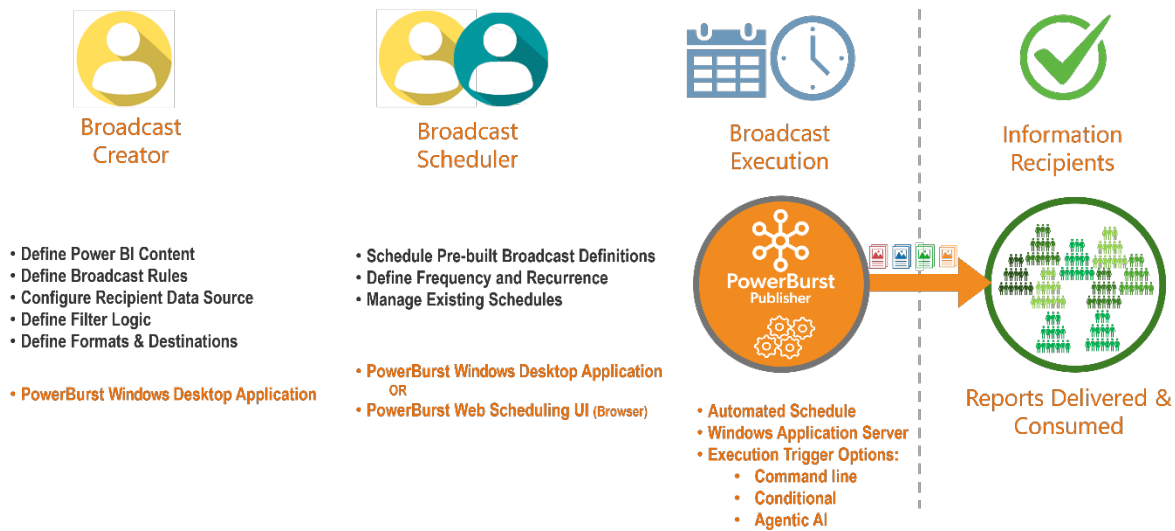 Broadcast
Creator
• Define Power BI Content
• Define Broadcast Rules
• Configure Recipient Data Source
• Define Filter Logic
• Define Formats & Destinations
• PowerBurst Windows Desktop Application
Broadcast
Scheduler
• Schedule Pre-built Broadcast Definitions
• Define Frequency and Recurrence
• Manage Existing Schedules
• PowerBurst Windows Desktop Application
OR
• PowerBurst Web Scheduling UI (Browser)
Broadcast
Execution
PowerBurst
Publisher
• Automated Schedule
• Windows Application Server
• Execution Trigger Options:
• Command line
• Conditional
• Agentic AI
Information
Recipients
Reports Delivered &
Consumed